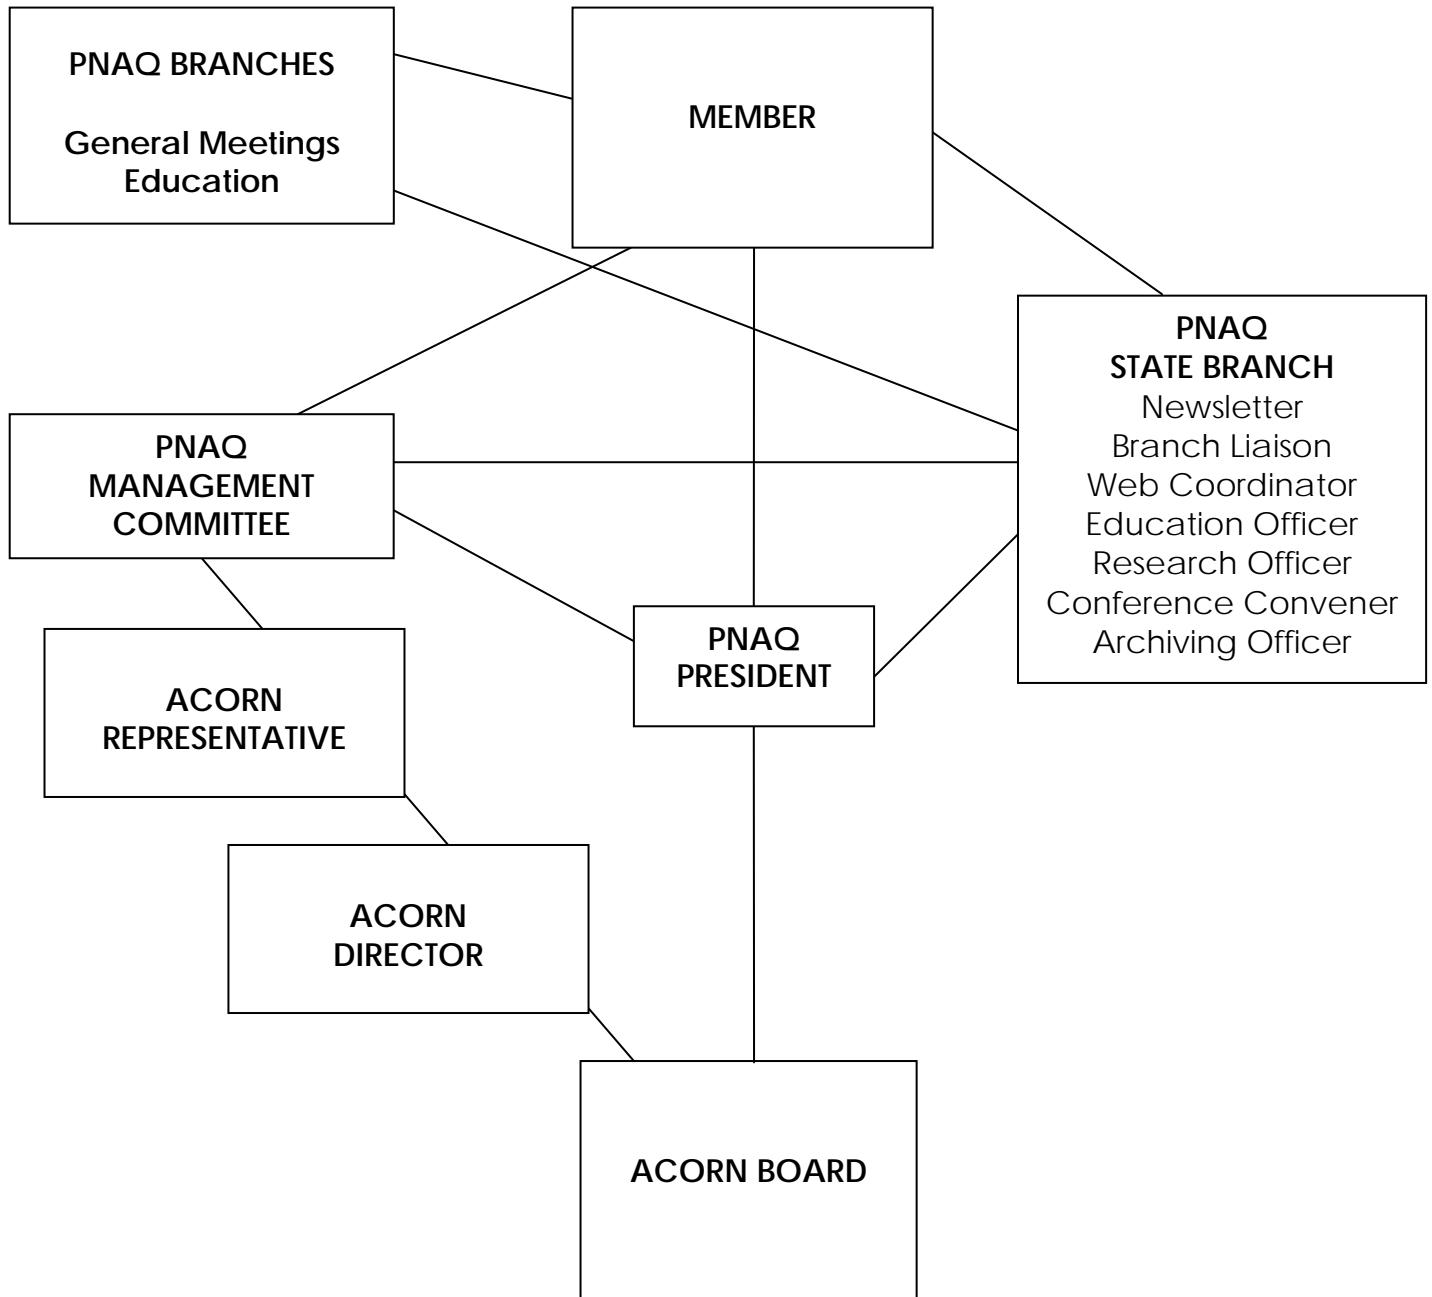 PNAQ BRANCHES
General Meetings
Education
MEMBER
PNAQ
STATE BRANCH
Newsletter
Branch Liaison
Web Coordinator
Education Officer
Research Officer
Conference Convener
Archiving Officer
PNAQ
MANAGEMENT
COMMITTEE
PNAQ
PRESIDENT
ACORN
REPRESENTATIVE
ACORN
DIRECTOR
ACORN BOARD